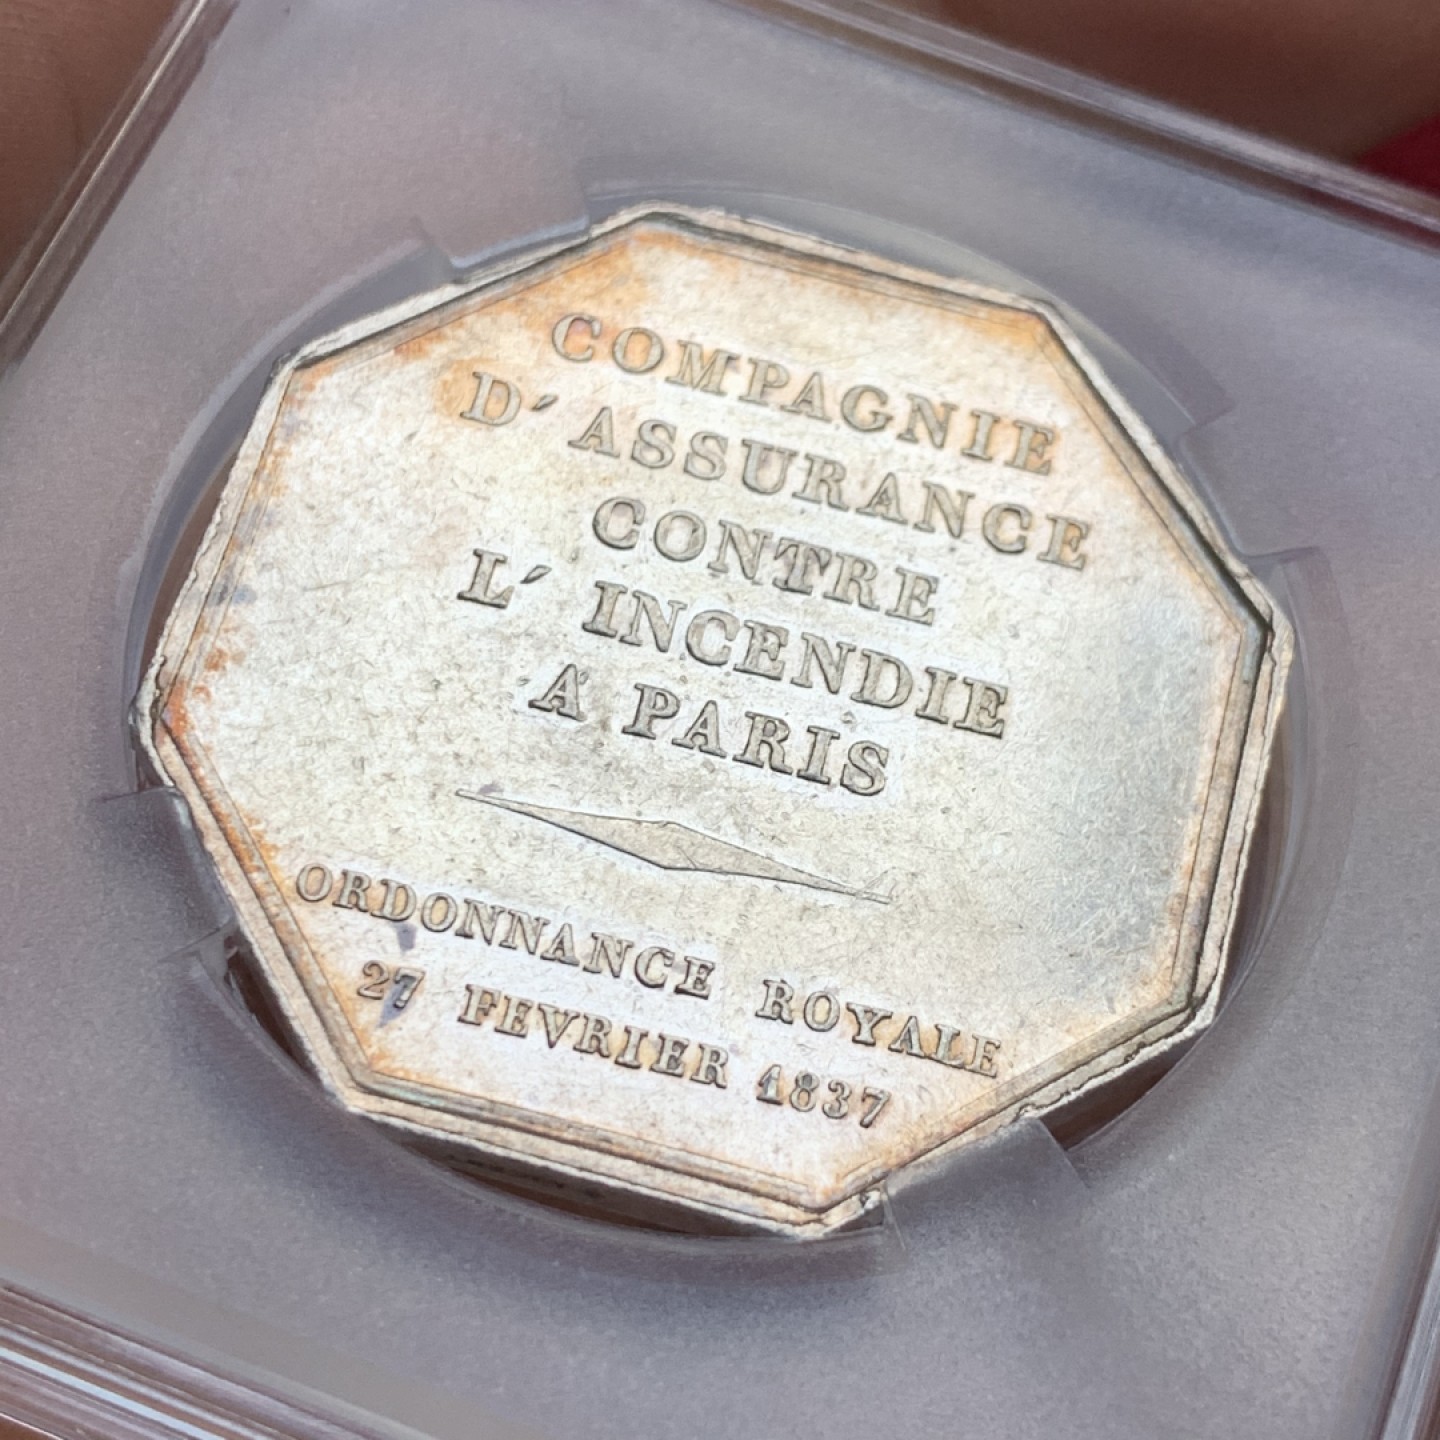 COMPAGNIE
D' ASSURANCE
CONTRE
L' INCENDIE
A PARIS
ORDONNANCE ROYALE
27 FEVRIER 1837